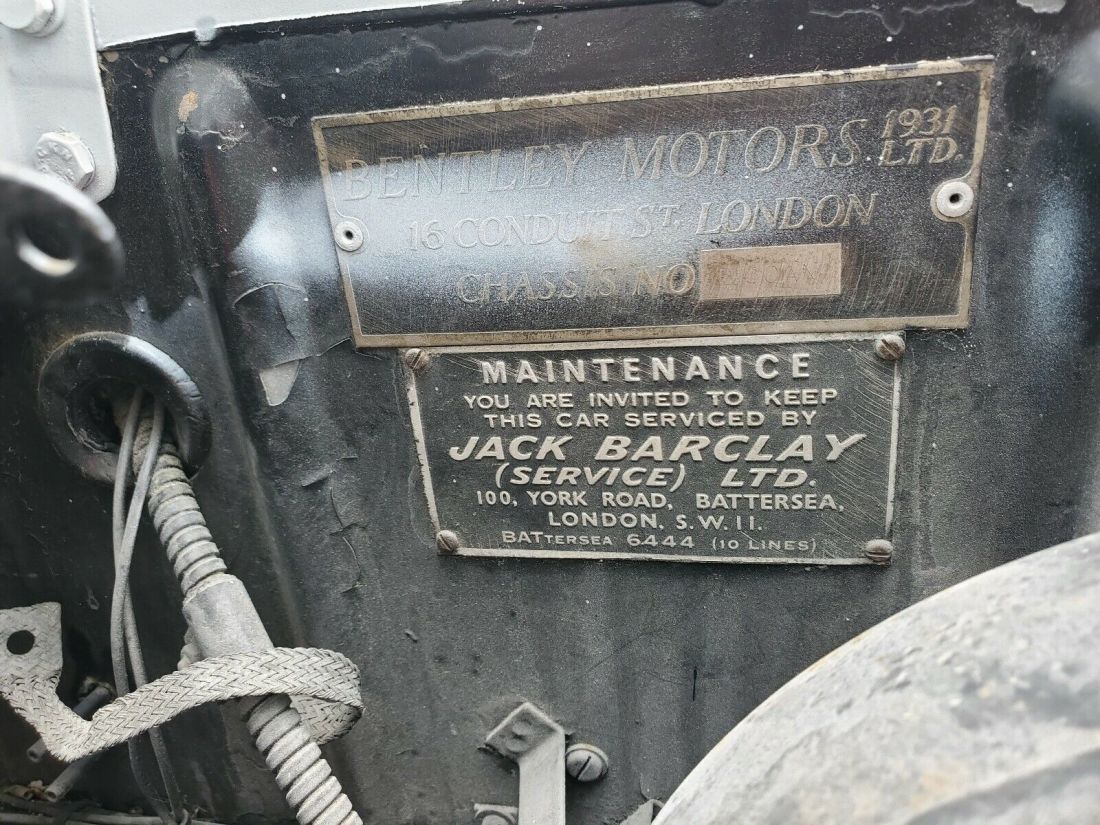 BENTLEY MOTORS 1931 LTD.
16 CONDUIT ST. LONDON
CHASSIS NO
MAINTENANCE
YOU ARE INVITED TO KEEP
THIS CAR SERVICED BY
JACK BARCLAY
(SERVICE) LTD.
100, YORK ROAD, BATTERSEA,
LONDON, S.W.11.
BATTERSEA 6444 (10 LINES)